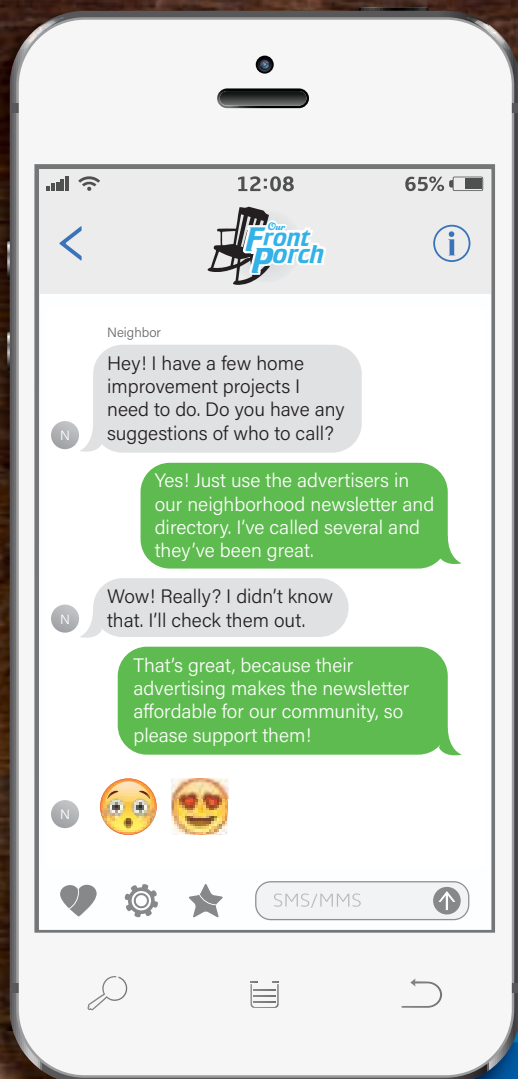 12:08
65%
Our
Front
Porch
i
Neighbor
Hey! I have a few home
improvement projects I
need to do. Do you have any
suggestions of who to call?
N
Yes! Just use the advertisers in
our neighborhood newsletter and
directory. I've called several and
they've been great.
Wow! Really? I didn't know
that. I'll check them out.
N
That's great, because their
advertising makes the newsletter
affordable for our community, so
please support them!
N
SMS/MMS